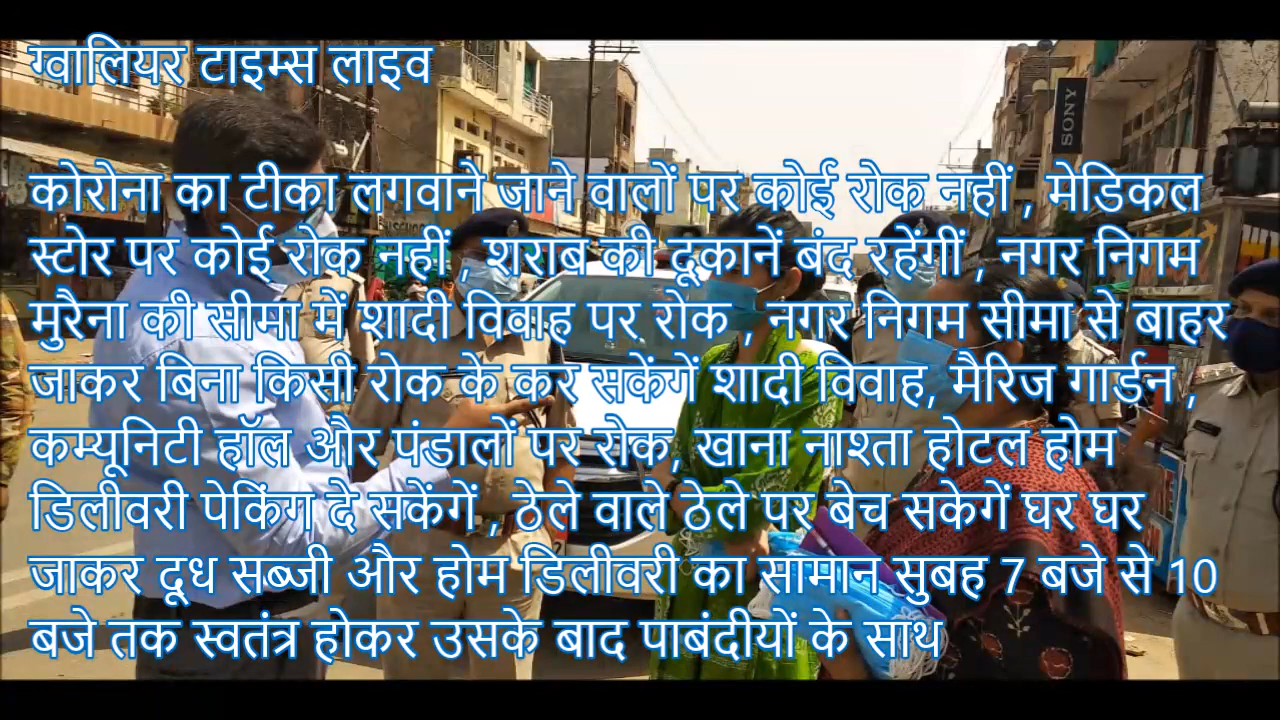 ग्वालियर टाइम्स लाइव
कोरोना का टीका लगवाने जाने वालों पर कोई रोक नहीं , मेडिकल
स्टोर पर कोई रोक नहीं , शराब की दूकानें बंद रहेंगीं , नगर निगम
मुरैना की सीमा में शादी विवाह पर रोक , नगर निगम सीमा से बाहर
जाकर बिना किसी रोक के कर सकेंगें शादी विवाह, मैरिज गार्डन ,
कम्यूनिटी हॉल और पंडालों पर रोक, खाना नाश्ता होटल होम
डिलीवरी पेकिंग दे सकेंगें , ठेले वाले ठेले पर बेच सकेगें घर घर
जाकर दूध सब्जी और होम डिलीवरी का सामान सुबह 7 बजे से 10
बजे तक स्वतंत्र होकर उसके बाद पाबंदीयों के साथ
SONY